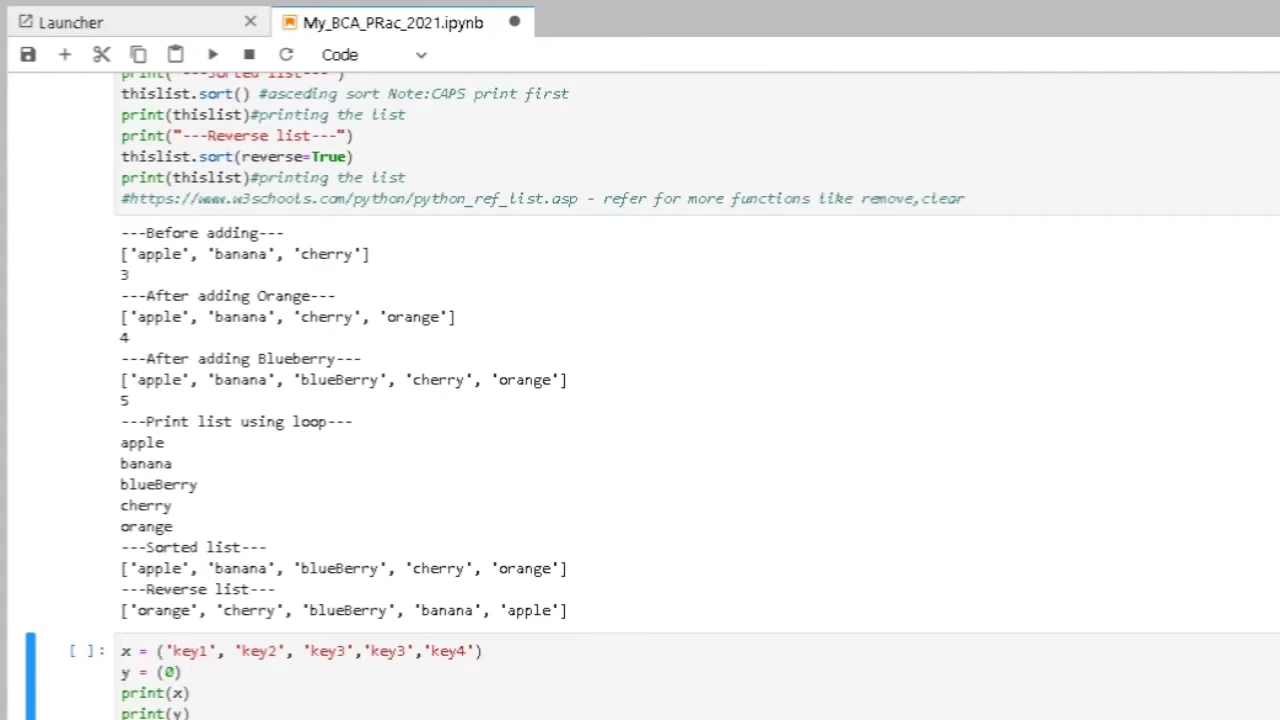 Launcher
My_BCA_PRac_2021.ipynb
Code
print("---Sorted list---")
thislist.sort() #asceding sort Note:CAPS print first
print(thislist)#printing the list
print("---Reverse list---")
thislist.sort(reverse=True)
print(thislist)#printing the list
#https://www.w3schools.com/python/python_ref_list.asp - refer for more functions like remove,clear
---Before adding---
['apple', 'banana', 'cherry']
3
---After adding Orange---
['apple', 'banana', 'cherry', 'orange']
4
---After adding Blueberry---
['apple', 'banana', 'blueBerry', 'cherry', 'orange']
5
---Print list using loop---
apple
banana
blueBerry
cherry
orange
---Sorted list---
['apple', 'banana', 'blueBerry', 'cherry', 'orange']
---Reverse list---
['orange', 'cherry', 'blueBerry', 'banana', 'apple']
[ ]: x = ('key1', 'key2', 'key3','key3','key4')
y = (0)
print(x)
print(y)